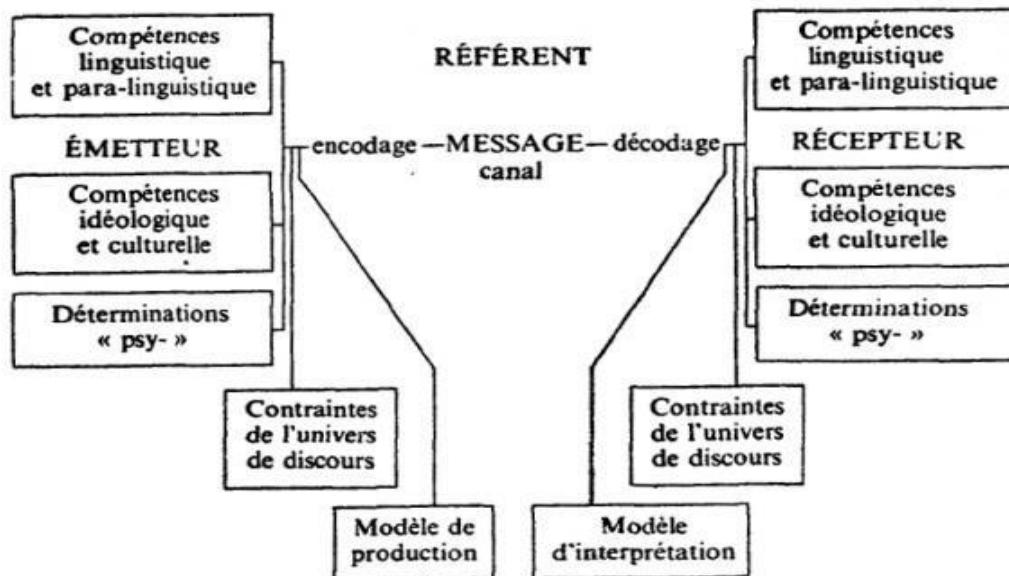 Compétences
linguistique
et para-linguistique
ÉMETTEUR
Compétences
idéologique
et culturelle
Déterminations
« psy- »
Contraintes
de l'univers
de discours
Modèle de
production
RÉFÉRENT
encodage — MESSAGE — décodage
canal
Compétences
linguistique
et para-linguistique
RÉCEPTEUR
Compétences
idéologique
et culturelle
Déterminations
« psy- »
Contraintes
de l'univers
de discours
Modèle
d'interprétation